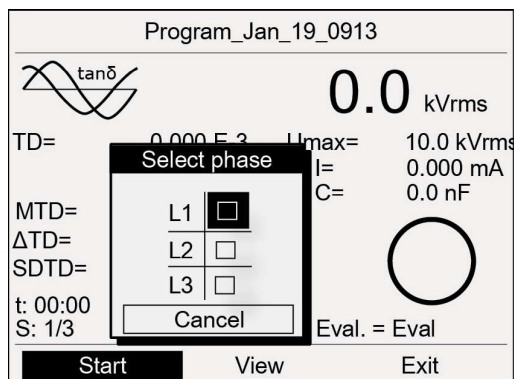 Program_Jan_19_0913
tanδ
0.0 kVrms
TD= 0.000 E-3 Umax= 10.0 kVrms
Select phase
I= 0.000 mA
C= 0.0 nF
MTD=
ΔTD=
SDTD=
L1
L2
L3
Cancel
t: 00:00
S: 1/3
Eval. = Eval
Start View Exit